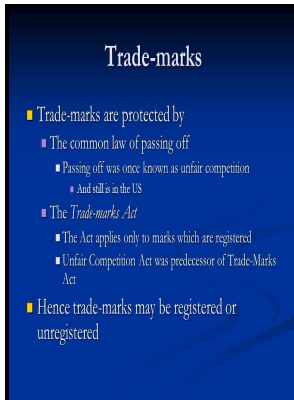 Trade-marks
Trade-marks are protected by
The common law of passing off
Passing off was once known as unfair competition
And still is in the US
The Trade-marks Act
The Act applies only to marks which are registered
Unfair Competition Act was predecessor of Trade-Marks
Act
Hence trade-marks may be registered or
unregistered